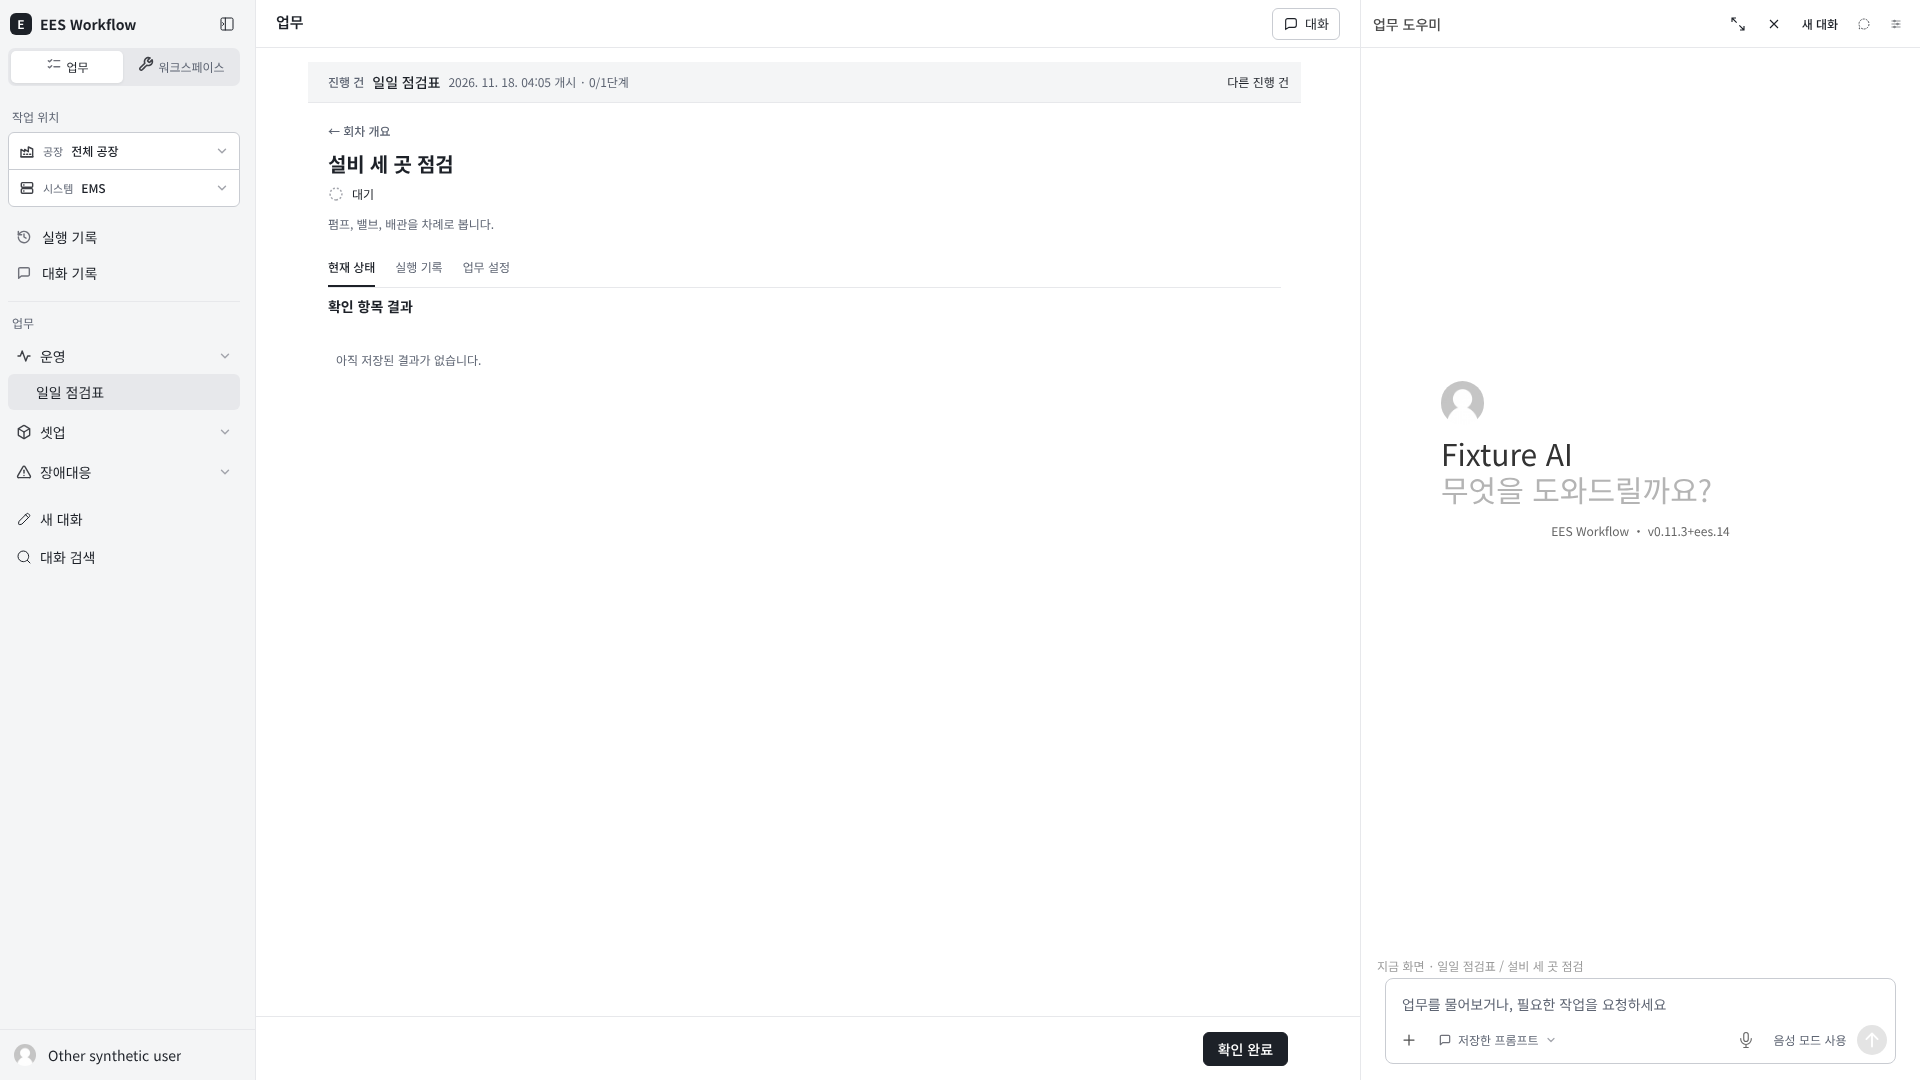 E EES Workflow
업무
워크스페이스
작업 위치
공장 전체 공장
시스템 EMS
실행 기록
대화 기록
업무
운영
일일 점검표
셋업
장애대응
새 대화
대화 검색
Other synthetic user
업무
대화
진행 건 일일 점검표 2026. 11. 18. 04:05 개시 · 0/1단계
다른 진행 건
← 회차 개요
설비 세 곳 점검
대기
펌프, 밸브, 배관을 차례로 봅니다.
현재 상태 실행 기록 업무 설정
확인 항목 결과
아직 저장된 결과가 없습니다.
확인 완료
업무 도우미
새 대화
Fixture AI
무엇을 도와드릴까요?
EES Workflow • v0.11.3+ees.14
지금 화면 · 일일 점검표 / 설비 세 곳 점검
업무를 물어보거나, 필요한 작업을 요청하세요
저장한 프롬프트
음성 모드 사용